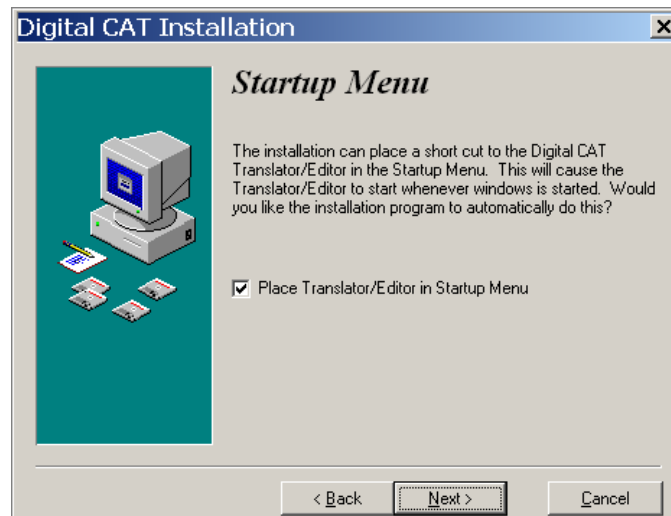 Digital CAT Installation
Startup Menu
The installation can place a short cut to the Digital CAT
Translator/Editor in the Startup Menu.  This will cause the
Translator/Editor to start whenever windows is started.  Would
you like the installation program to automatically do this?
Place Translator/Editor in Startup Menu
< Back
Next >
Cancel